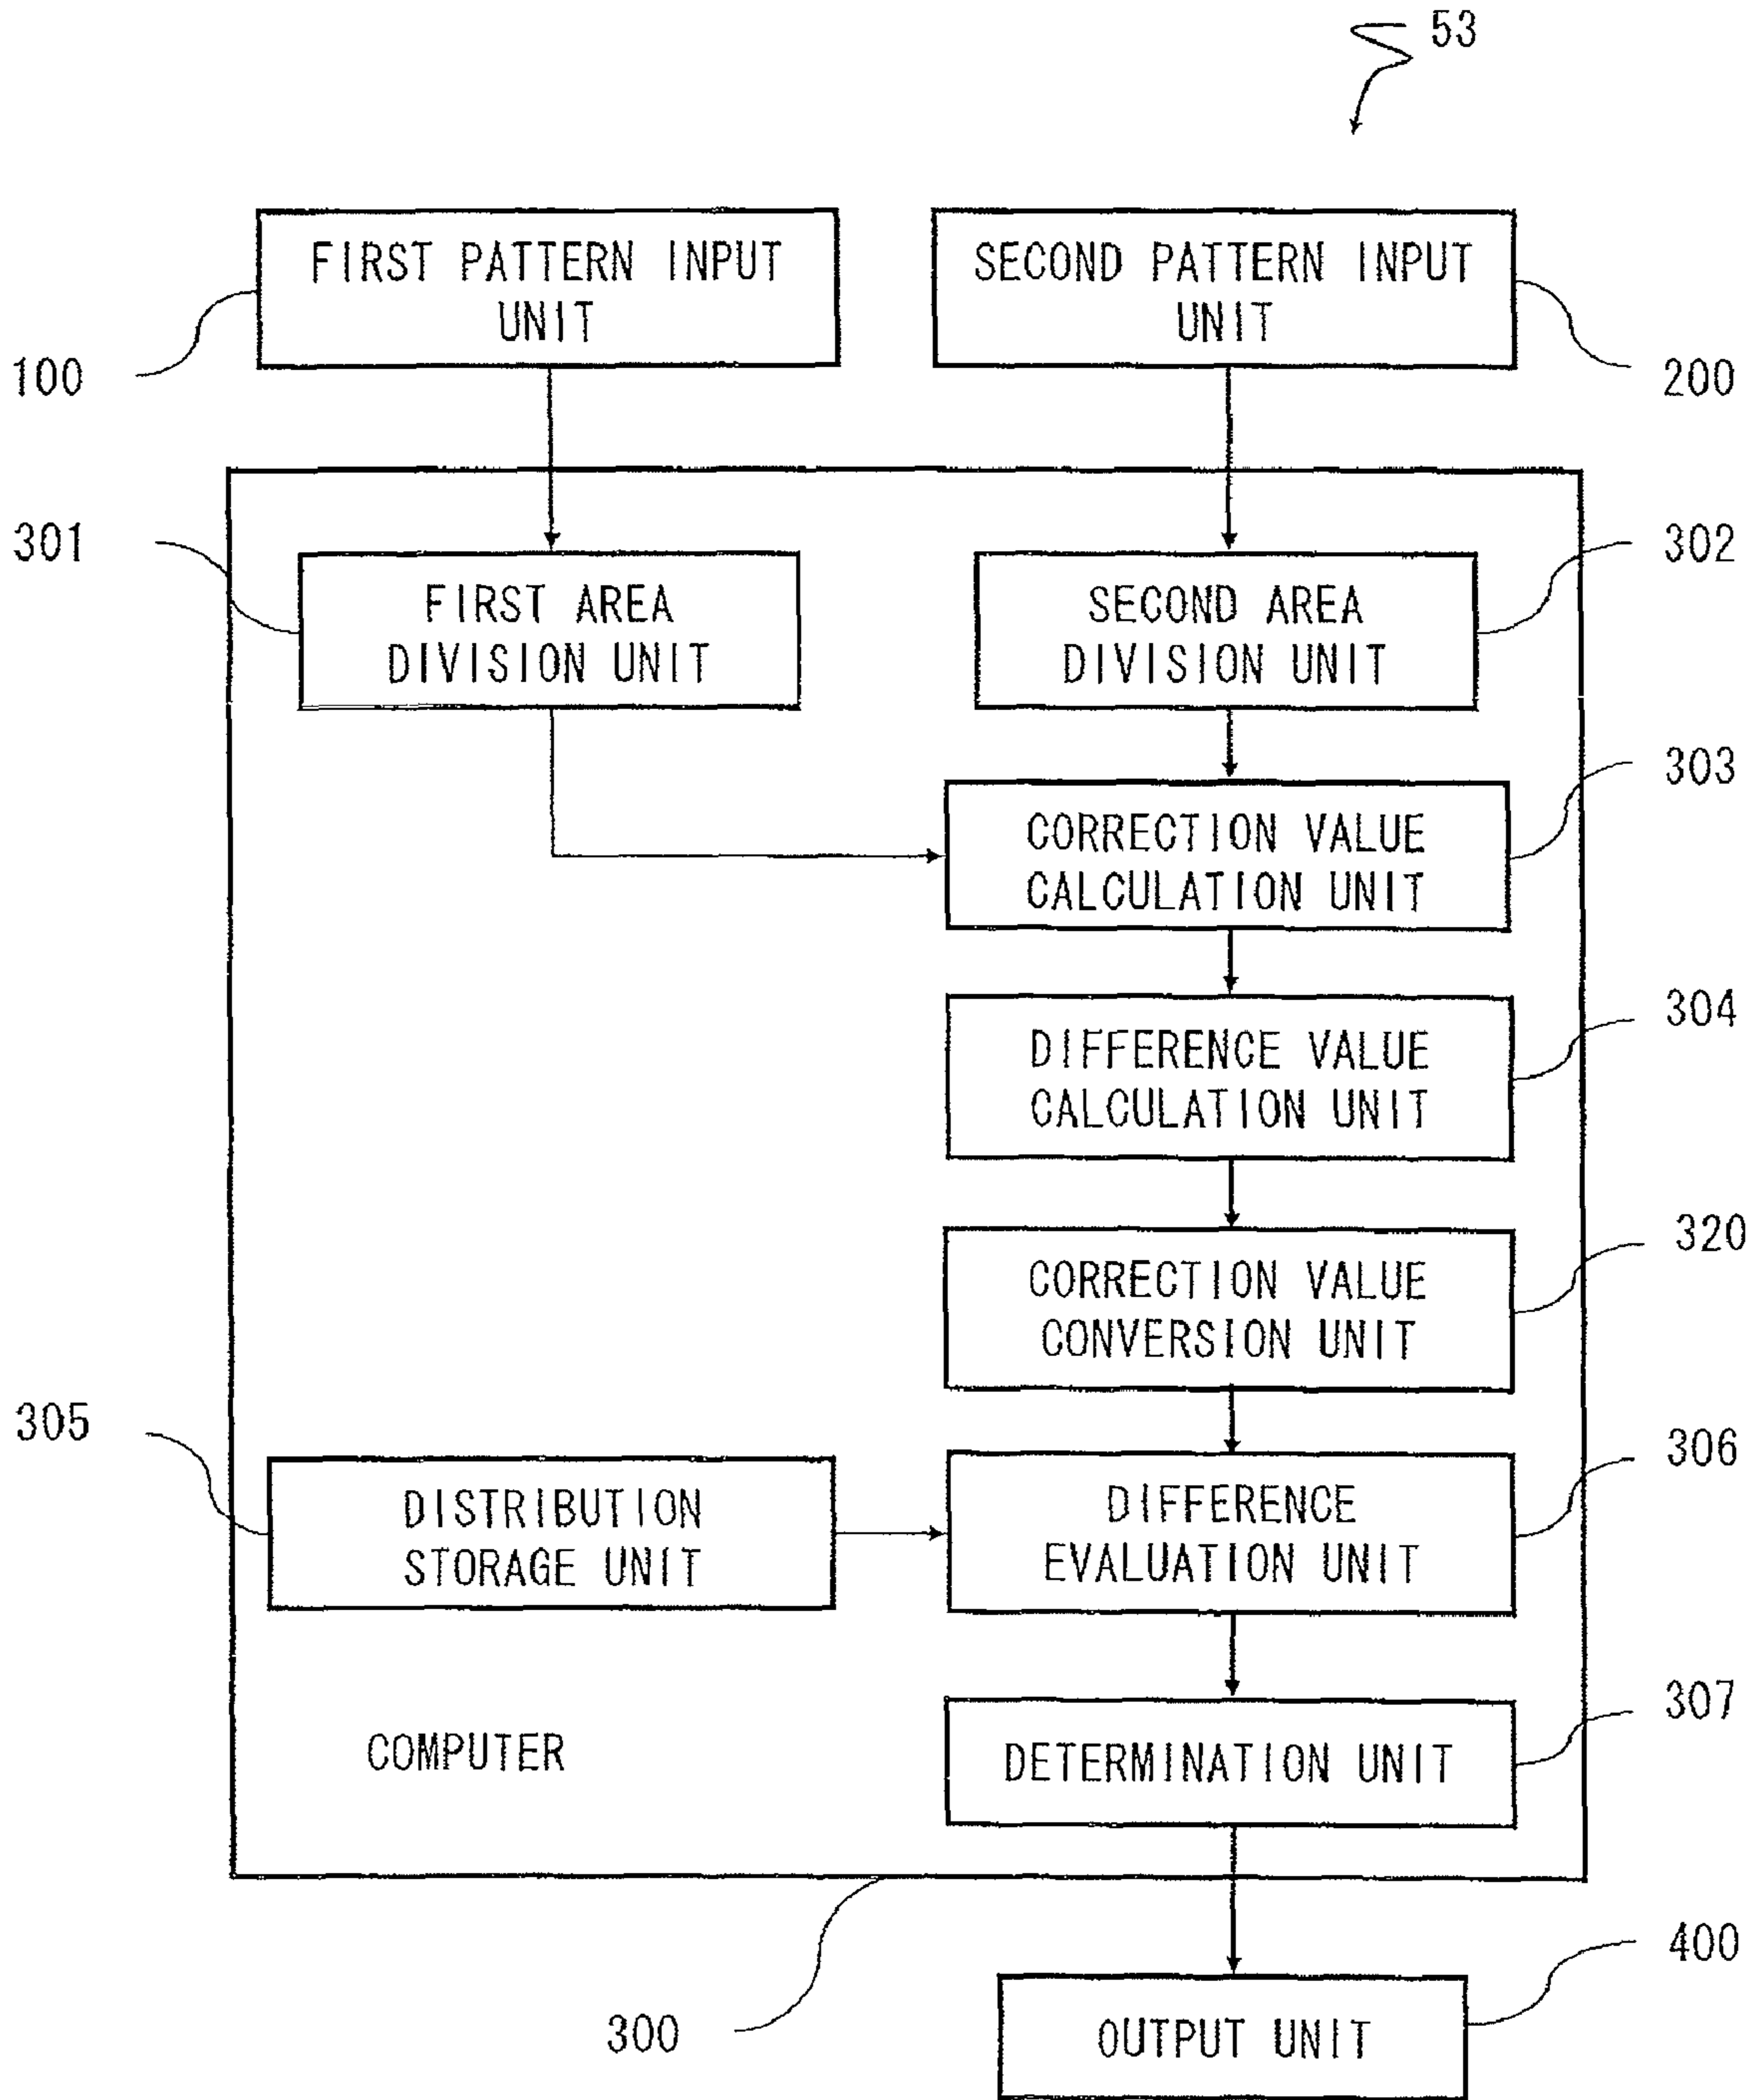 53
FIRST PATTERN INPUT
UNIT
SECOND PATTERN INPUT
UNIT
100
200
301
FIRST AREA
DIVISION UNIT
SECOND AREA
DIVISION UNIT
302
303
CORRECTION VALUE
CALCULATION UNIT
304
DIFFERENCE VALUE
CALCULATION UNIT
320
CORRECTION VALUE
CONVERSION UNIT
305
DISTRIBUTION
STORAGE UNIT
306
DIFFERENCE
EVALUATION UNIT
307
COMPUTER
DETERMINATION UNIT
400
300
OUTPUT UNIT